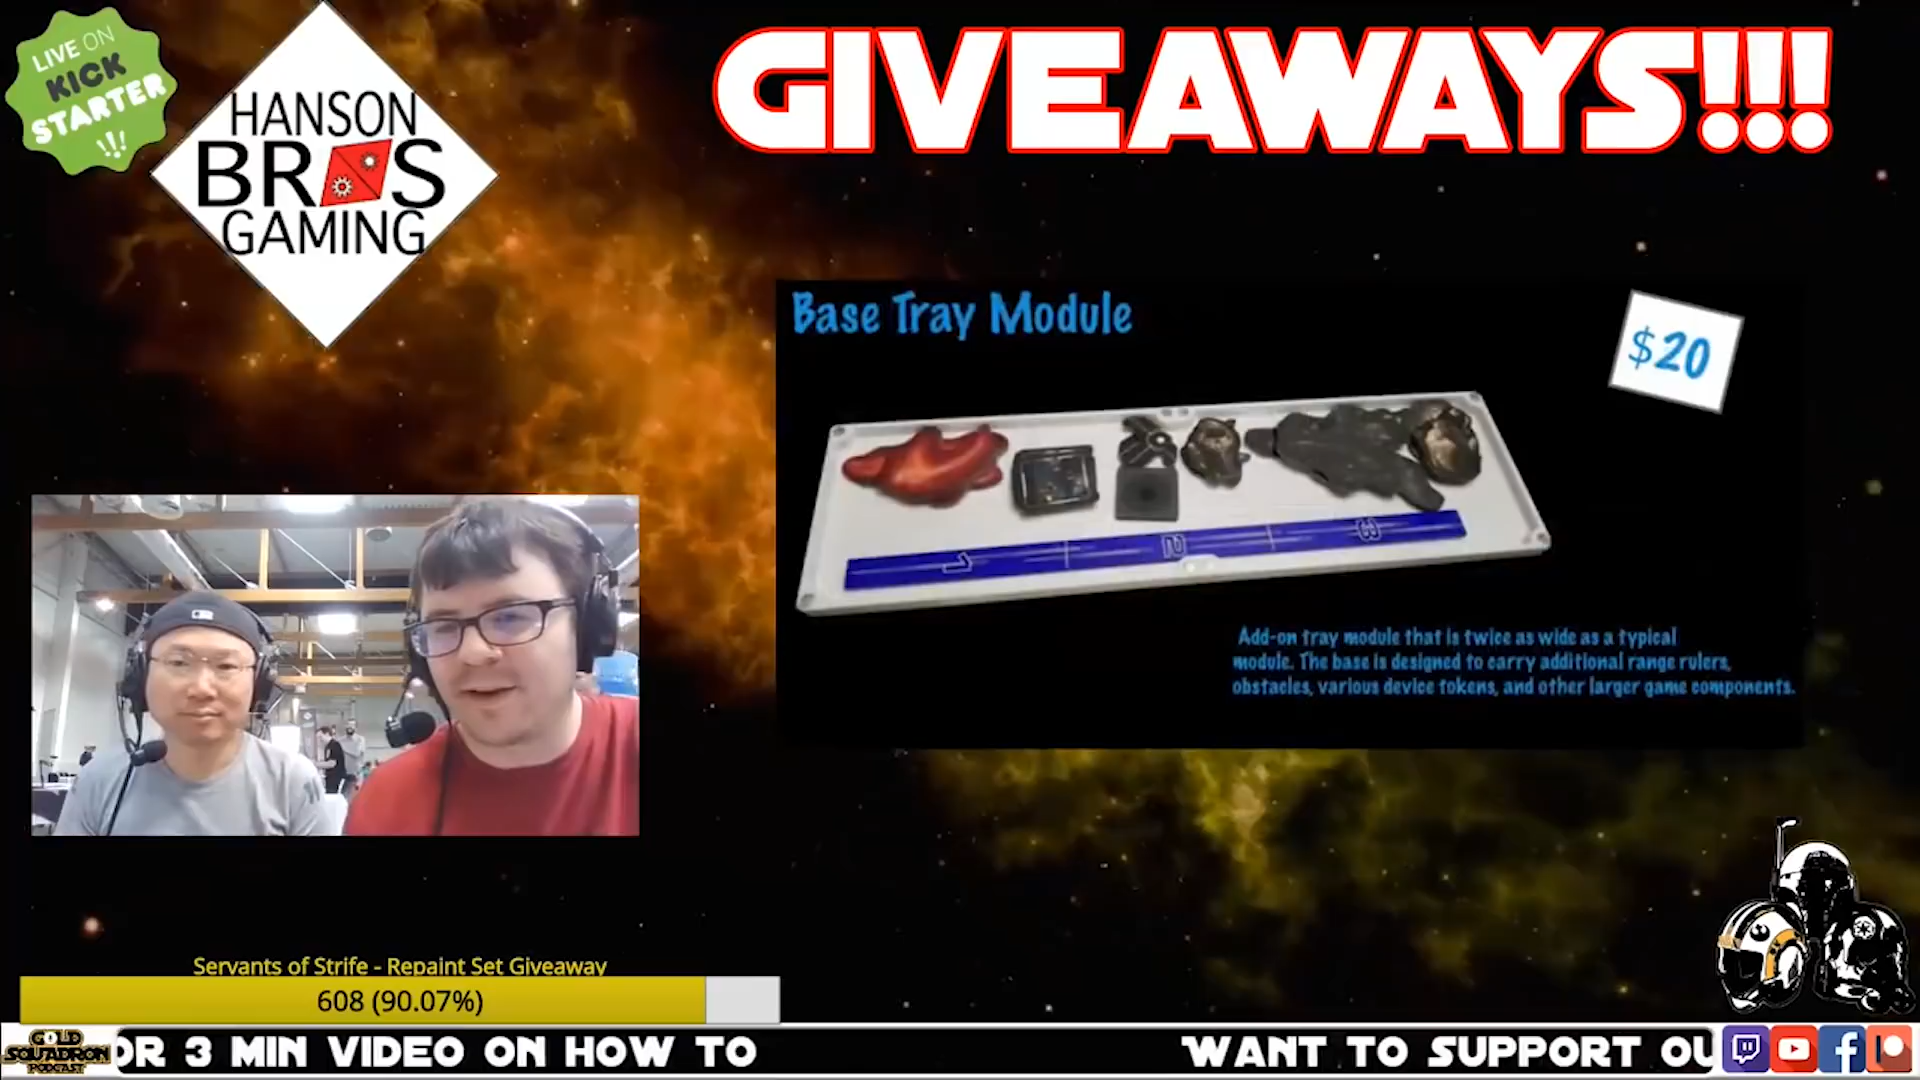 LIVE ON
KICK
STARTER
!!!
HANSON
BROS
GAMING
GIVEAWAYS!!!
Base Tray Module
$20
1 2 3
Add-on tray module that is twice as wide as a typical
module. The base is designed to carry additional range rulers,
obstacles, various device tokens, and other larger game components.
Servants of Strife - Repaint Set Giveaway
608 (90.07%)
GOLD
SQUADRON
PODCAST
OR 3 MIN VIDEO ON HOW TO
WANT TO SUPPORT OU